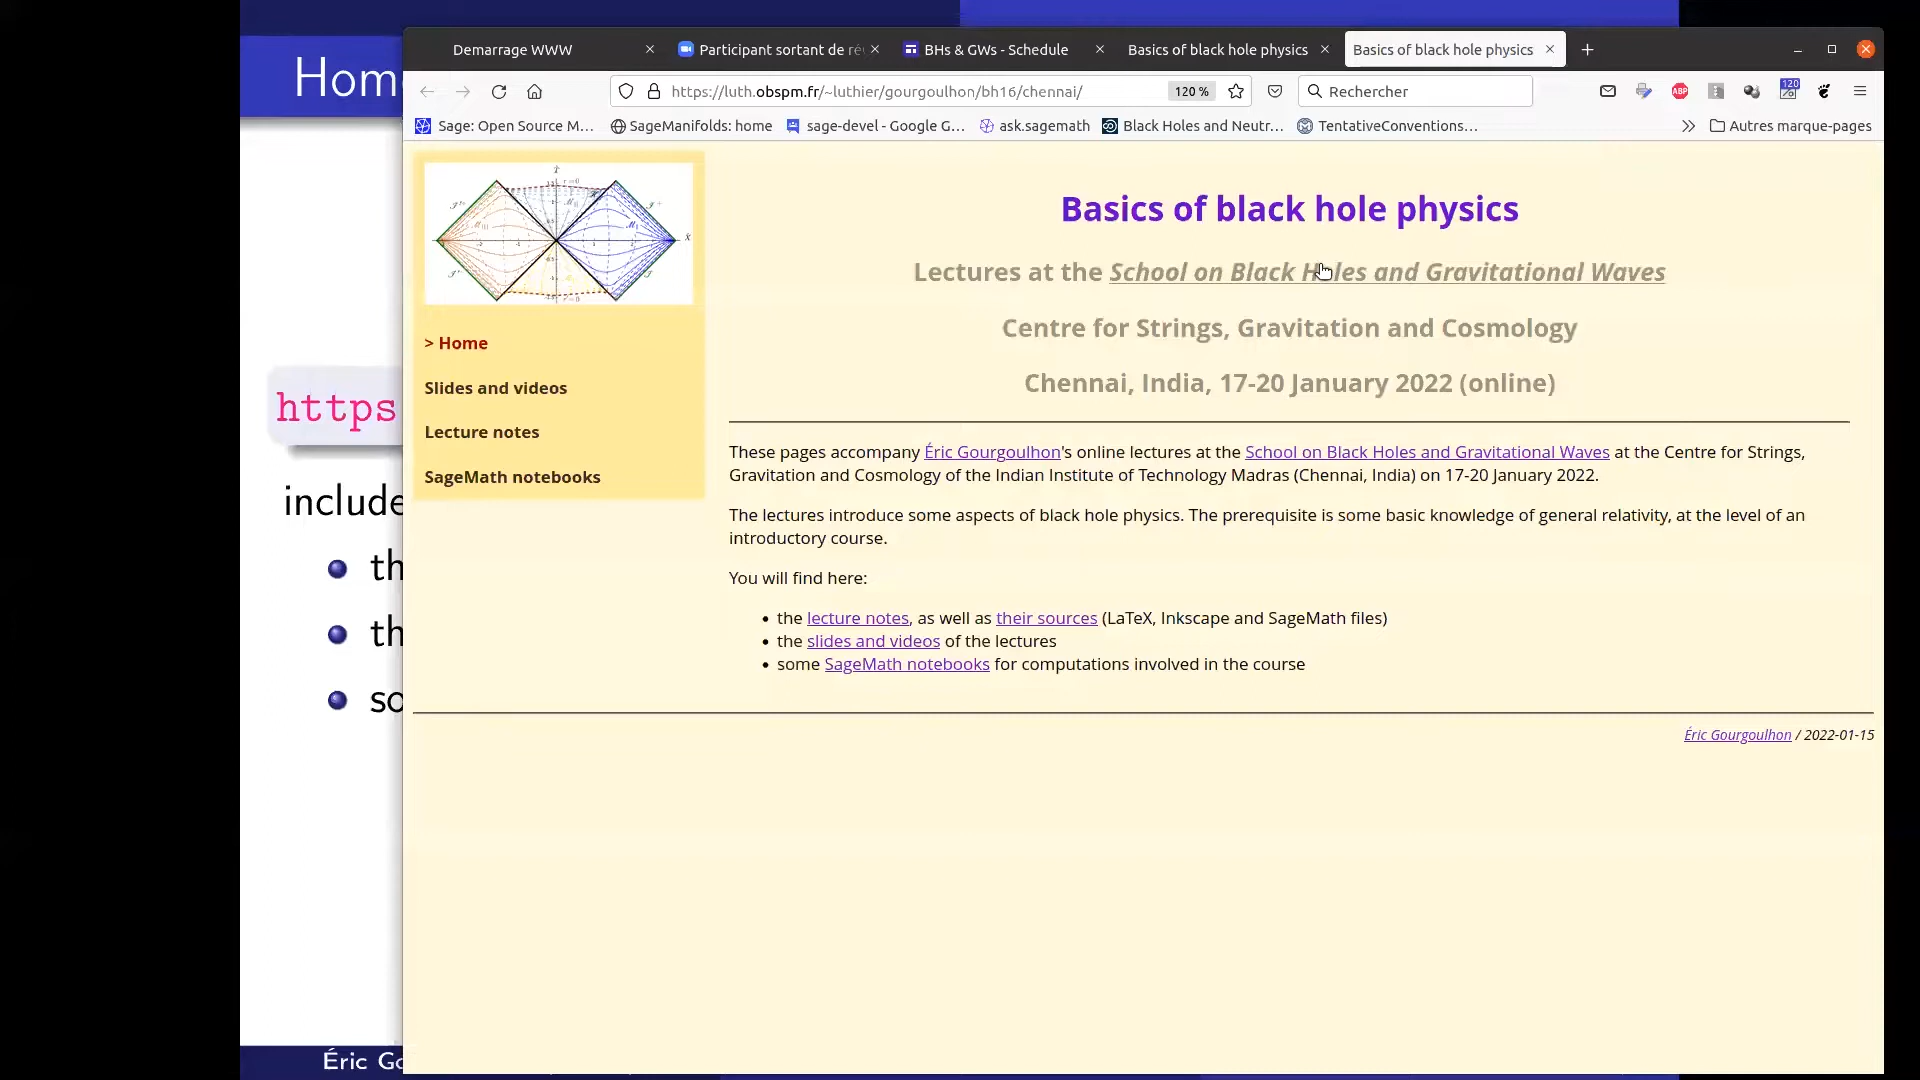 Demarrage WWW
Participant sortant de
BHs & GWs - Schedule
Basics of black hole physics
Basics of black hole physics
https://luth.obspm.fr/~luthier/gourgoulhon/bh16/chennai/
120 %
Rechercher
ABP
120
Sage: Open Source M...
SageManifolds: home
sage-devel - Google G...
ask.sagemath
Black Holes and Neutr...
TentativeConventions...
Autres marque-pages
Hom
https
include
th
th
so
Éric Go
> Home
Slides and videos
Lecture notes
SageMath notebooks
Basics of black hole physics
Lectures at the School on Black Holes and Gravitational Waves
Centre for Strings, Gravitation and Cosmology
Chennai, India, 17-20 January 2022 (online)
These pages accompany Éric Gourgoulhon's online lectures at the School on Black Holes and Gravitational Waves at the Centre for Strings,
Gravitation and Cosmology of the Indian Institute of Technology Madras (Chennai, India) on 17-20 January 2022.
The lectures introduce some aspects of black hole physics. The prerequisite is some basic knowledge of general relativity, at the level of an
introductory course.
You will find here:
• the lecture notes, as well as their sources (LaTeX, Inkscape and SageMath files)
• the slides and videos of the lectures
• some SageMath notebooks for computations involved in the course
Éric Gourgoulhon / 2022-01-15